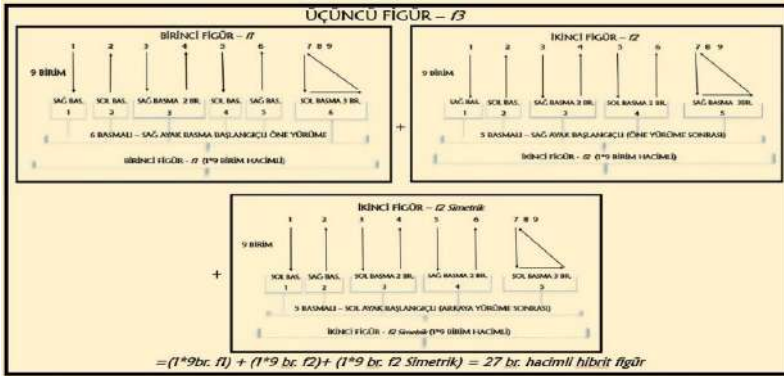 ÜÇÜNCÜ FİGÜR – f3
BİRİNCİ FİGÜR – f1
1 2 3 4 5 6 7 8 9
9 BİRİM
SAĞ BAS. SOL BAS. SAĞ BASMA 2 BR. SOL BAS. SAĞ BAS. SOL BASMA 3 BR.
1 2 3 4 5 6
6 BASMALI – SAĞ AYAK BASMA BAŞLANGIÇLI ÖNE YÜRÜME
BİRİNCİ FİGÜR - f1 (1*9 BİRİM HACİMLİ)
+
İKİNCİ FİGÜR – f2
1 2 3 4 5 6 7 8 9
9 BİRİM
SAĞ BAS. SOL BAS. SAĞ BASMA 2 BR. SOL BASMA 2 BR. SAĞ BASMA 3BR.
1 2 3 4 5
5 BASMALI – SAĞ AYAK BAŞLANGIÇLI (ÖNE YÜRÜME SONRASI)
İKİNCİ FİGÜR - f2 (1*9 BİRİM HACİMLİ)
+
İKİNCİ FİGÜR – f2 Simetrik
1 2 3 4 5 6 7 8 9
9 BİRİM
SOL BAS. SAĞ BAS. SOL BASMA 2 BR. SAĞ BASMA 2 BR. SOL BASMA 3 BR.
1 2 3 4 5
5 BASMALI – SOL AYAK BAŞLANGIÇLI (ARKAYA YÜRÜME SONRASI)
İKİNCİ FİGÜR - f2 Simetrik (1*9 BİRİM HACİMLİ)
=(1*9br. f1) + (1*9 br. f2)+ (1*9 br. f2 Simetrik) = 27 br. hacimli hibrit figür